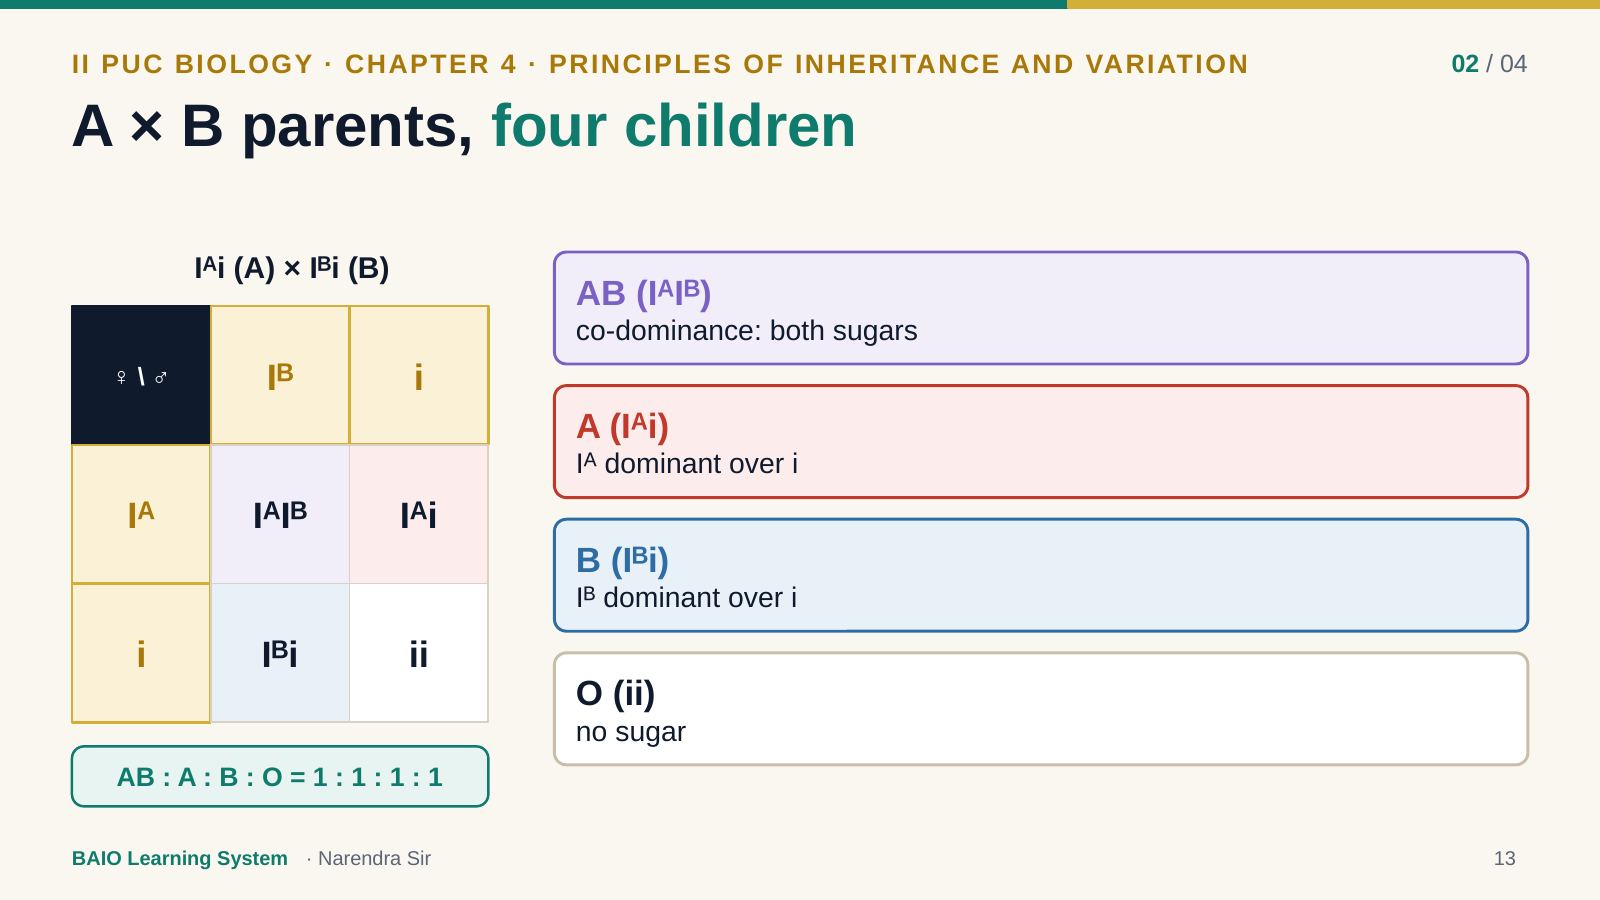 II PUC BIOLOGY · CHAPTER 4 · PRINCIPLES OF INHERITANCE AND VARIATION
02 / 04
A × B parents, four children
Iᴬi (A) × Iᴮi (B)
♀ \ ♂
Iᴮ
i
Iᴬ
IᴬIᴮ
Iᴬi
i
Iᴮi
ii
AB : A : B : O = 1 : 1 : 1 : 1
AB (IᴬIᴮ)
co-dominance: both sugars
A (Iᴬi)
Iᴬ dominant over i
B (Iᴮi)
Iᴮ dominant over i
O (ii)
no sugar
BAIO Learning System · Narendra Sir
13